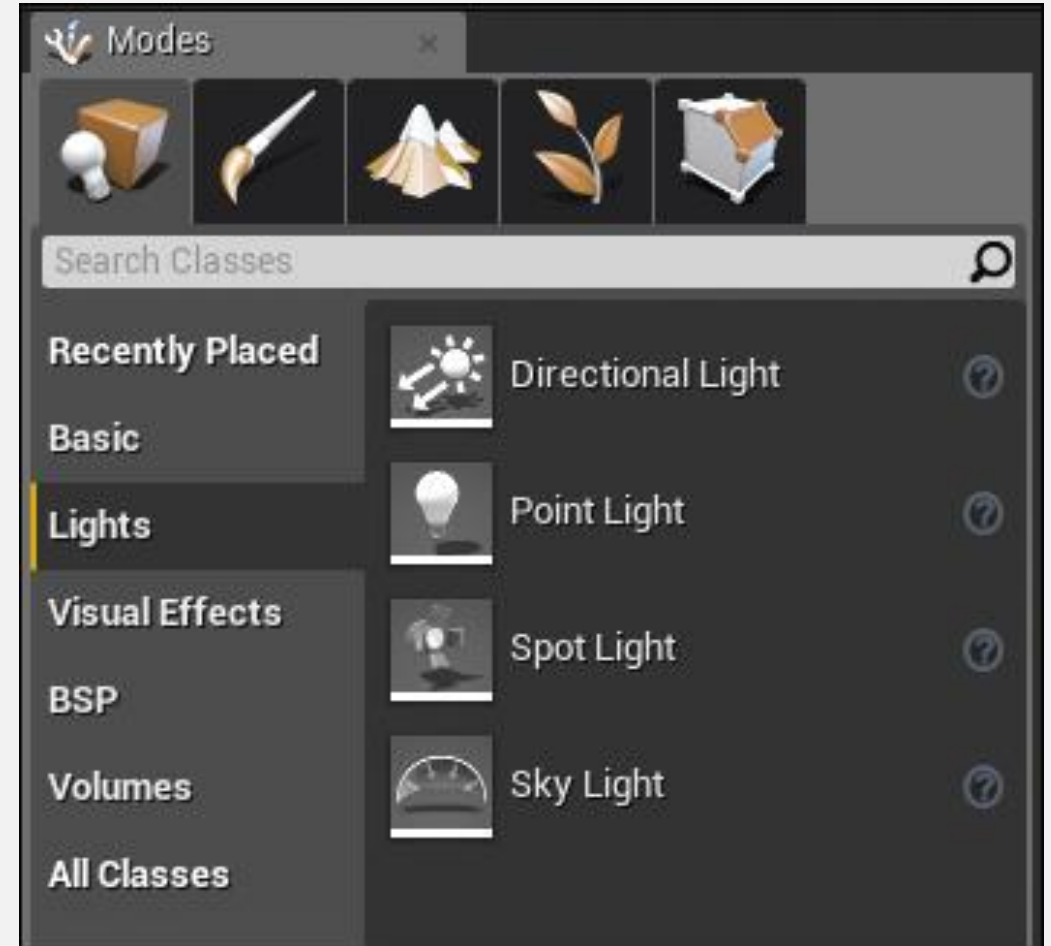 Modes
Search Classes
Recently Placed
Basic
Lights
Visual Effects
BSP
Volumes
All Classes
Directional Light
Point Light
Spot Light
Sky Light